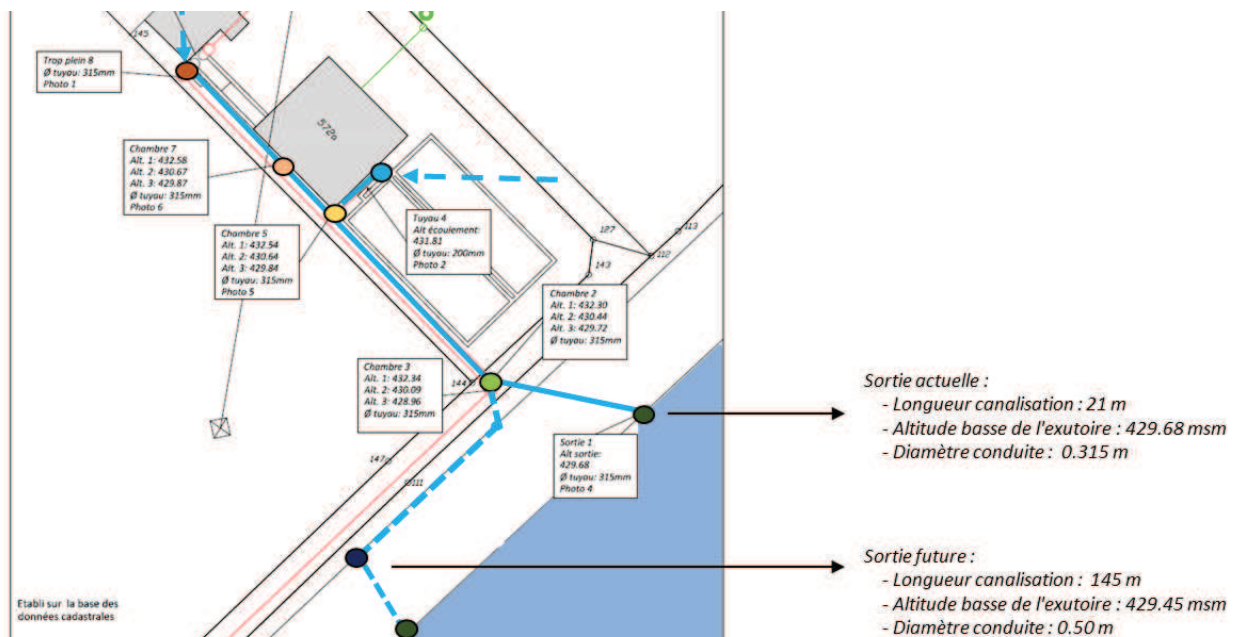 145
Trop plein 8
Ø tuyau: 315mm
Photo 1
572a
Chambre 7
Alt. 1: 432.58
Alt. 2: 430.67
Alt. 3: 429.87
Ø tuyau: 315mm
Photo 6
Tuyau 4
Alt écoulement:
431.81
Ø tuyau: 200mm
Photo 2
Chambre 5
Alt. 1: 432.54
Alt. 2: 430.64
Alt. 3: 429.84
Ø tuyau: 315mm
Photo 5
127
113
112
143
Chambre 2
Alt. 1: 432.30
Alt. 2: 430.44
Alt. 3: 429.72
Ø tuyau: 315mm
Chambre 3
Alt. 1: 432.34
Alt. 2: 430.09
Alt. 3: 428.96
Ø tuyau: 315mm
144
Sortie actuelle :
- Longueur canalisation : 21 m
- Altitude basse de l'exutoire : 429.68 msm
- Diamètre conduite : 0.315 m
Sortie 1
Alt sortie:
429.68
Ø tuyau: 315mm
Photo 4
147
111
Sortie future :
- Longueur canalisation : 145 m
- Altitude basse de l'exutoire : 429.45 msm
- Diamètre conduite : 0.50 m
Etabli sur la base des
données cadastrales